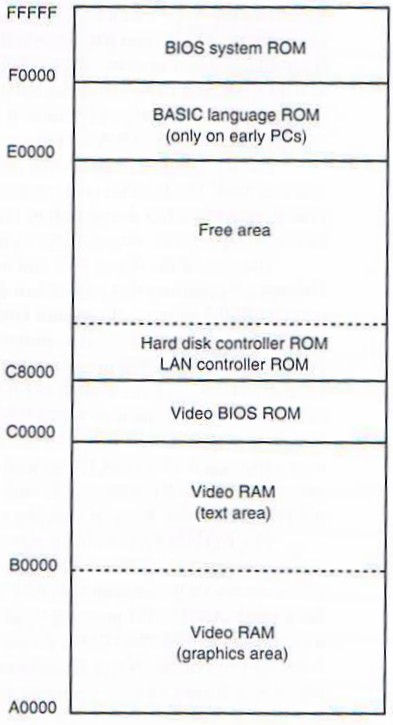 FFFFF
BIOS system ROM
F0000
BASIC language ROM
(only on early PCs)
E0000
Free area
Hard disk controller ROM
LAN controller ROM
C8000
Video BIOS ROM
C0000
Video RAM
(text area)
B0000
Video RAM
(graphics area)
A0000